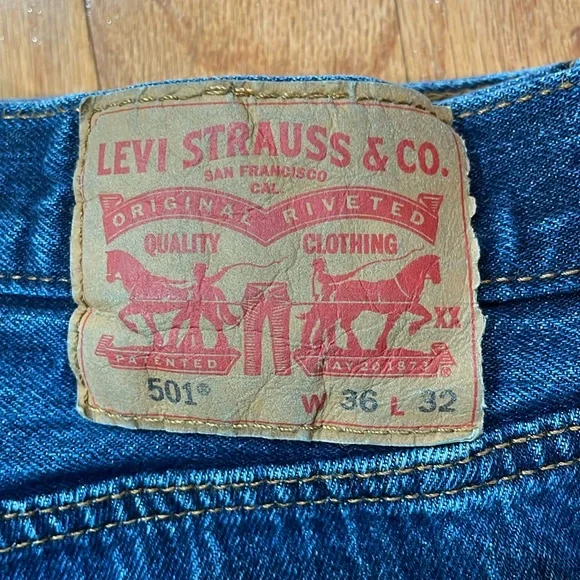 LEVI STRAUSS & CO.
SAN FRANCISCO
CAL.
ORIGINAL RIVETED
QUALITY CLOTHING
XX
PATENTED MAY 20 1873
501® W 36 L 32